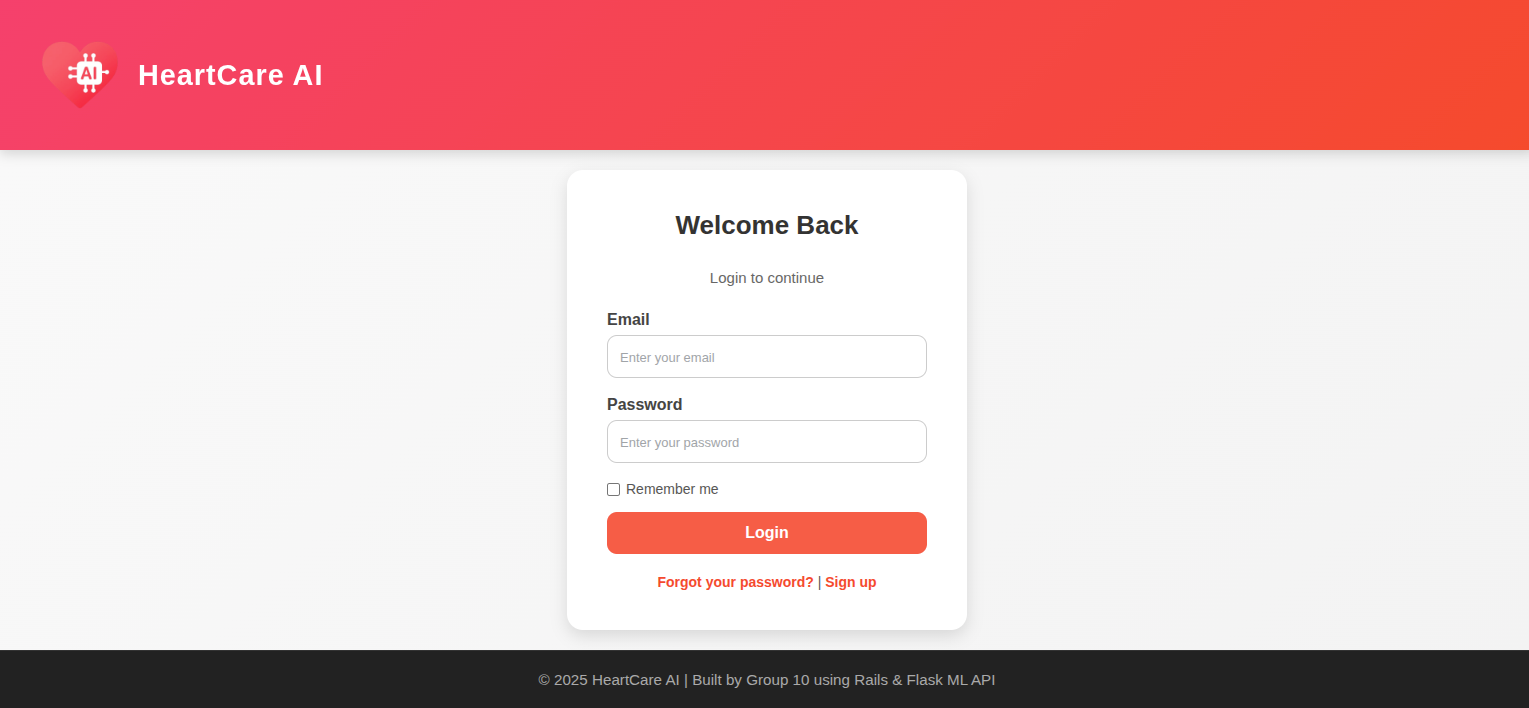 AI
HeartCare AI
Welcome Back
Login to continue
Email
Enter your email
Password
Enter your password
Remember me
Login
Forgot your password? | Sign up
© 2025 HeartCare AI | Built by Group 10 using Rails & Flask ML API